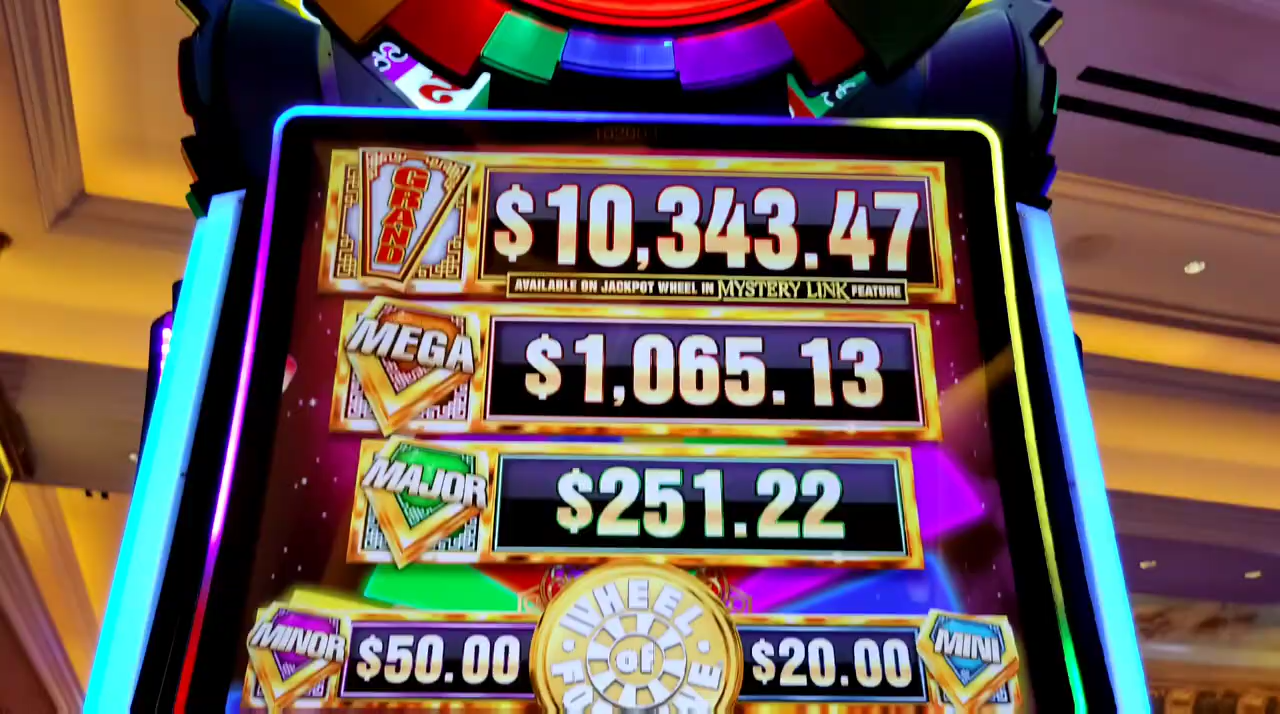 2
GRAND
$10,343.47
AVAILABLE ON JACKPOT WHEEL IN MYSTERY LINK FEATURE
MEGA
$1,065.13
MAJOR
$251.22
MINOR
$50.00
WHEEL
of
$20.00
MINI